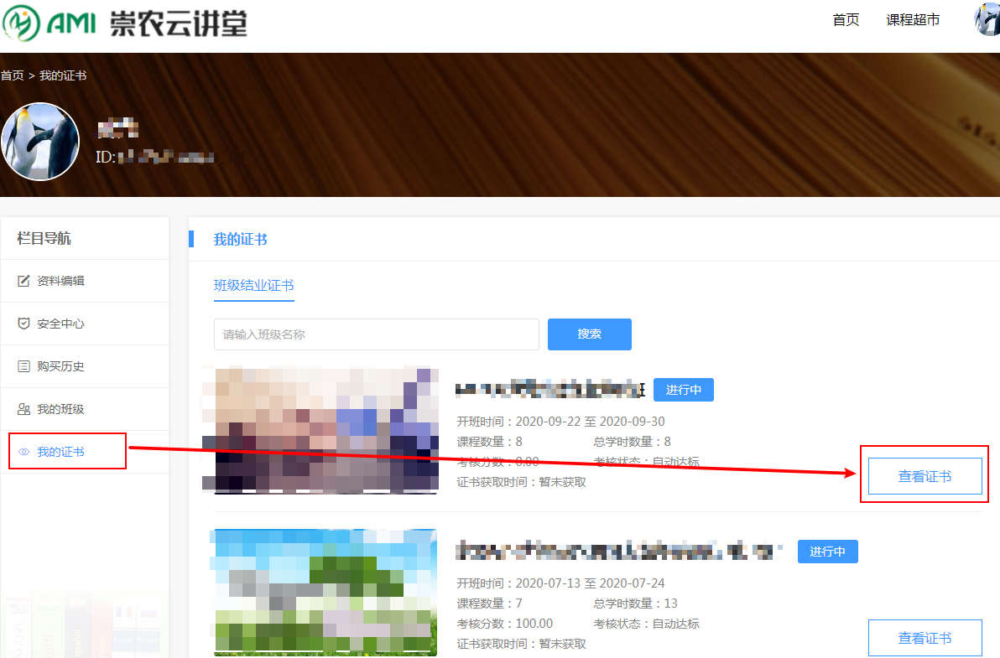 AMI 崇农云讲堂
首页 课程超市
首页 > 我的证书
ID:
栏目导航
资料编辑
安全中心
购买历史
我的班级
我的证书
我的证书
班级结业证书
请输入班级名称 搜索
进行中
开班时间：2020-09-22 至 2020-09-30
课程数量：8 总学时数量：8
考核分数：0.00 考核状态：自动达标
证书获取时间：暂未获取
查看证书
进行中
开班时间：2020-07-13 至 2020-07-24
课程数量：7 总学时数量：13
考核分数：100.00 考核状态：自动达标
证书获取时间：暂未获取
查看证书